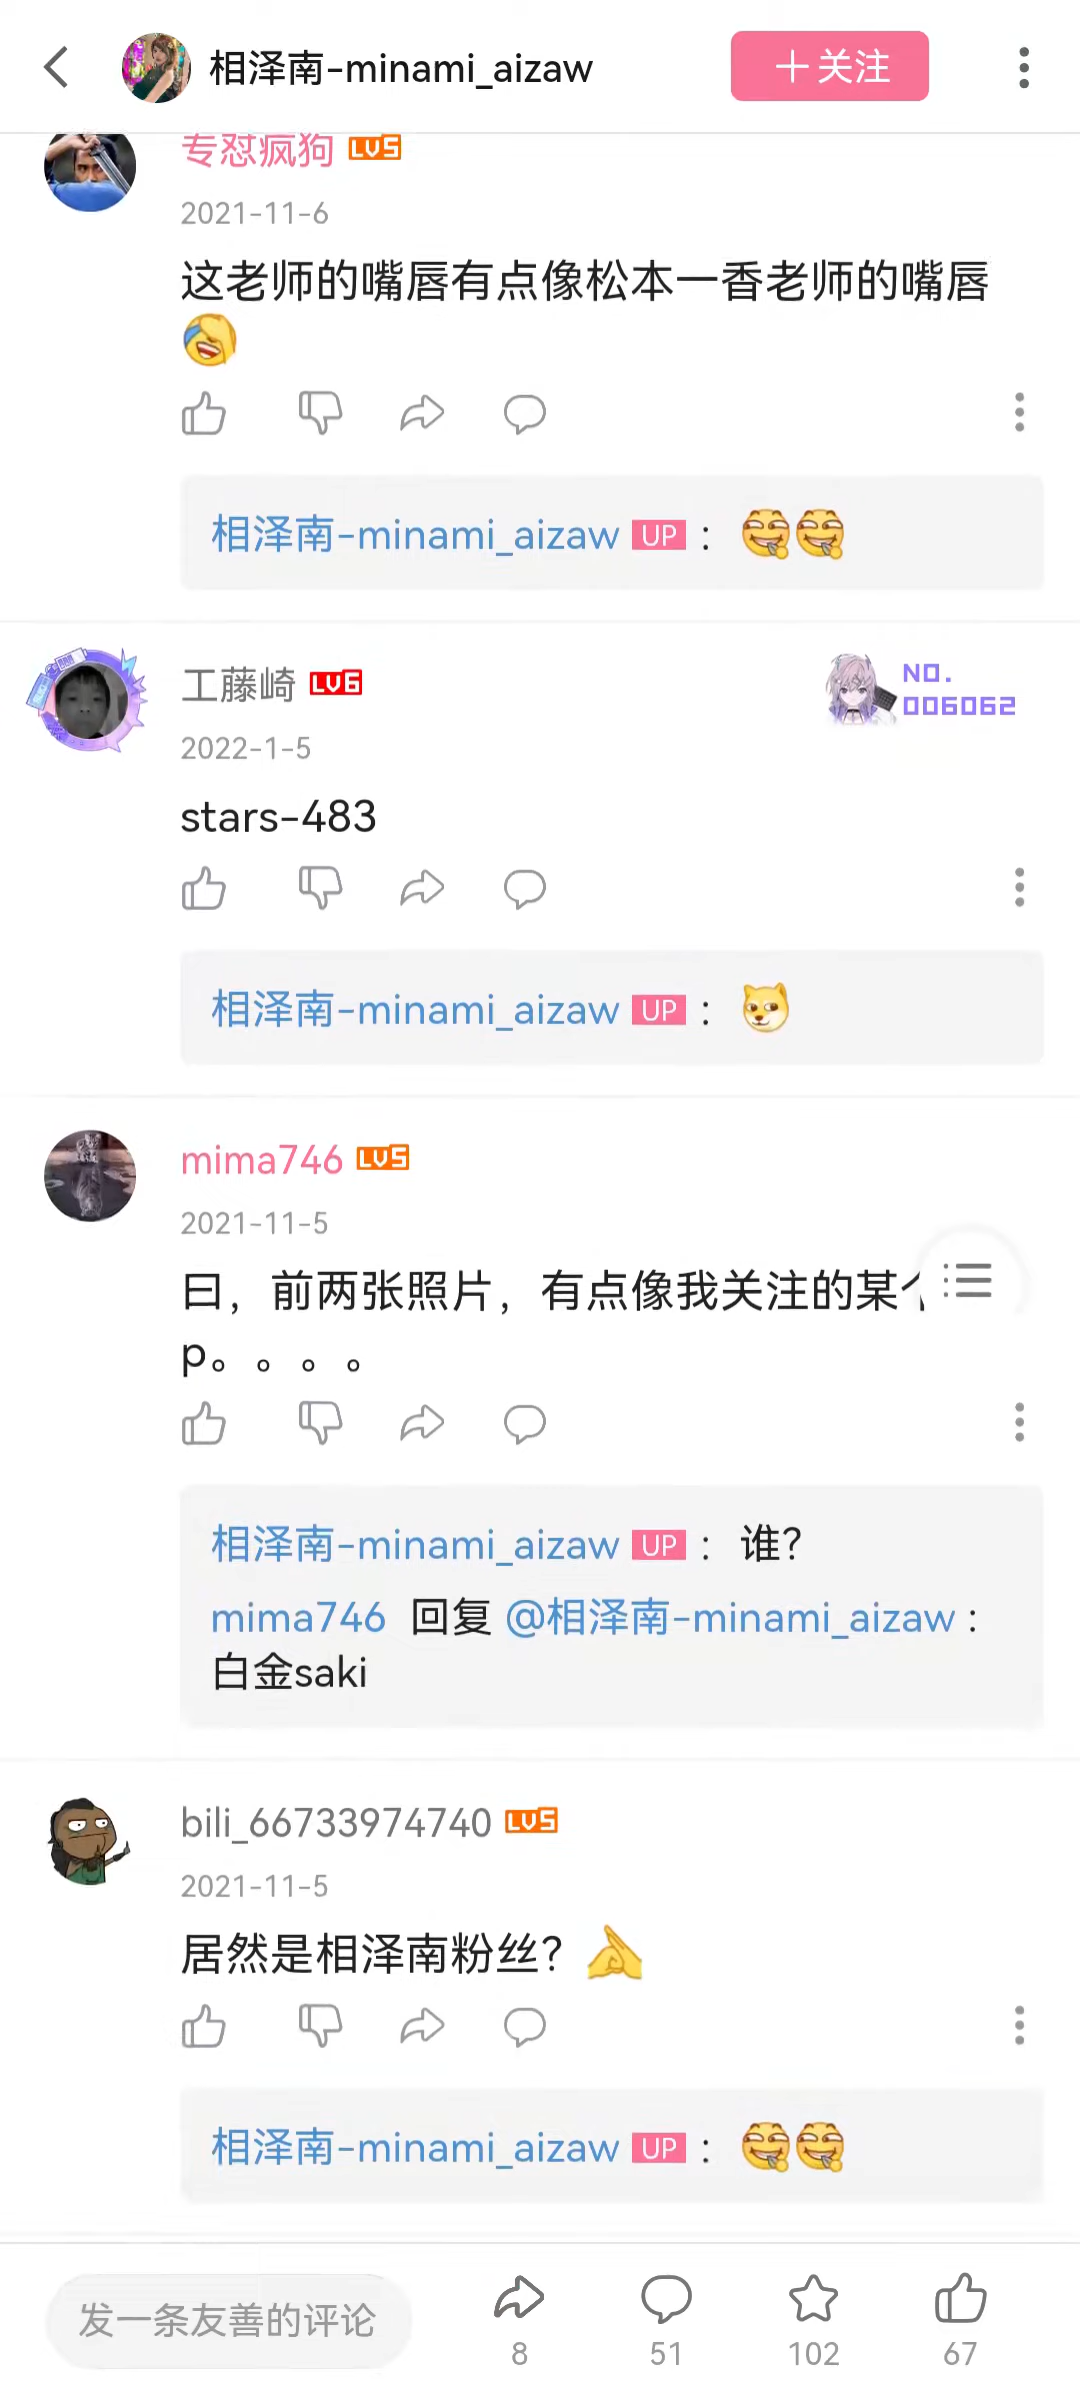 相泽南-minami_aizaw
+关注
专怼疯狗 LV5
2021-11-6
这老师的嘴唇有点像松本一香老师的嘴唇
相泽南-minami_aizaw UP :
工藤崎 LV6
NO.
006062
2022-1-5
stars-483
相泽南-minami_aizaw UP :
mima746 LV5
2021-11-5
曰，前两张照片，有点像我关注的某
p。。。。
相泽南-minami_aizaw UP : 谁?
mima746 回复 @相泽南-minami_aizaw :
白金saki
bili_66733974740 LV5
2021-11-5
居然是相泽南粉丝?
相泽南-minami_aizaw UP :
发一条友善的评论
8
51
102
67